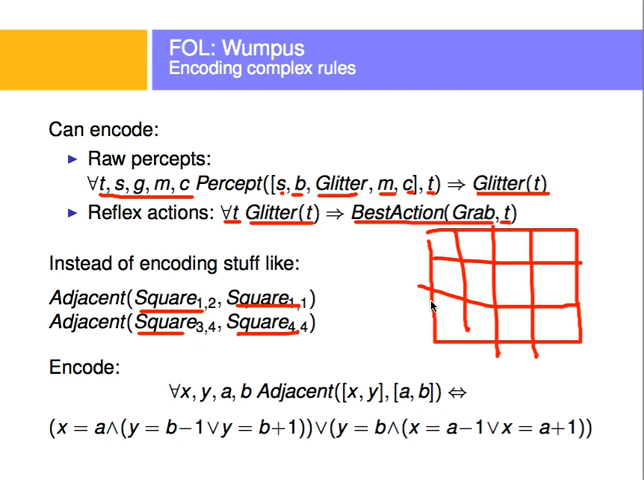 FOL: Wumpus
Encoding complex rules
Can encode:
▶ Raw percepts:
∀t, s, g, m, c Percept([s, b, Glitter, m, c], t) ⇒ Glitter(t)
▶ Reflex actions: ∀t Glitter(t) ⇒ BestAction(Grab, t)
Instead of encoding stuff like:
Adjacent(Square₁,₂, Square₁,₁)
Adjacent(Square₃,₄, Square₄,₄)
Encode:
∀x, y, a, b Adjacent([x, y], [a, b]) ⇔
(x = a∧(y = b−1∨y = b+1))∨(y = b∧(x = a−1∨x = a+1))